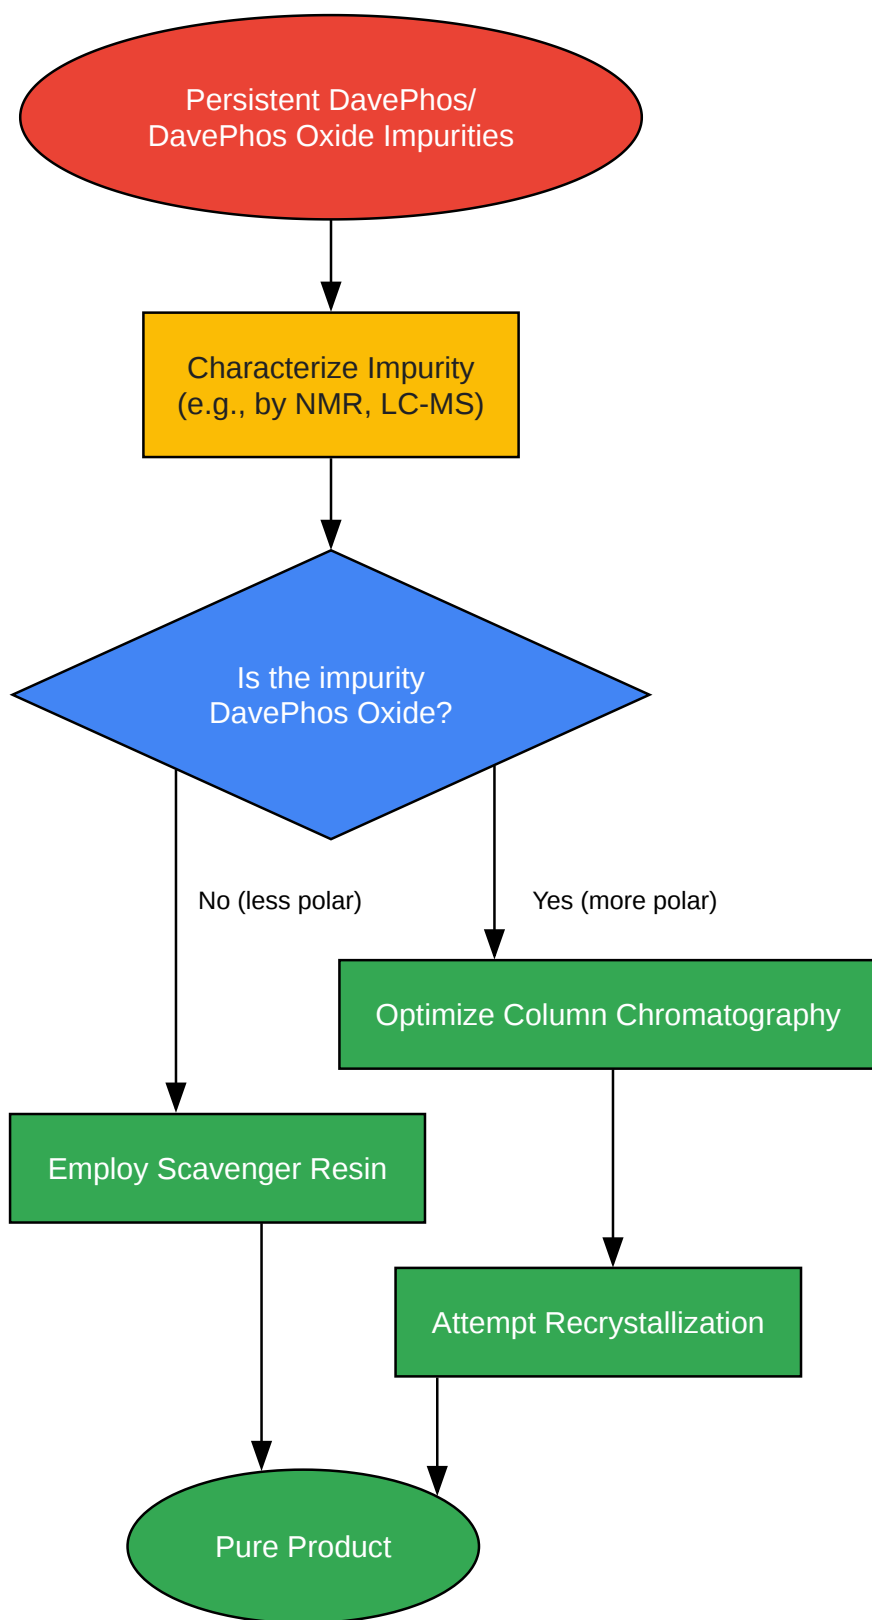 Persistent DavePhos/
DavePhos Oxide Impurities
Characterize Impurity
(e.g., by NMR, LC-MS)
Is the impurity
DavePhos Oxide?
No (less polar)
Yes (more polar)
Optimize Column Chromatography
Employ Scavenger Resin
Attempt Recrystallization
Pure Product